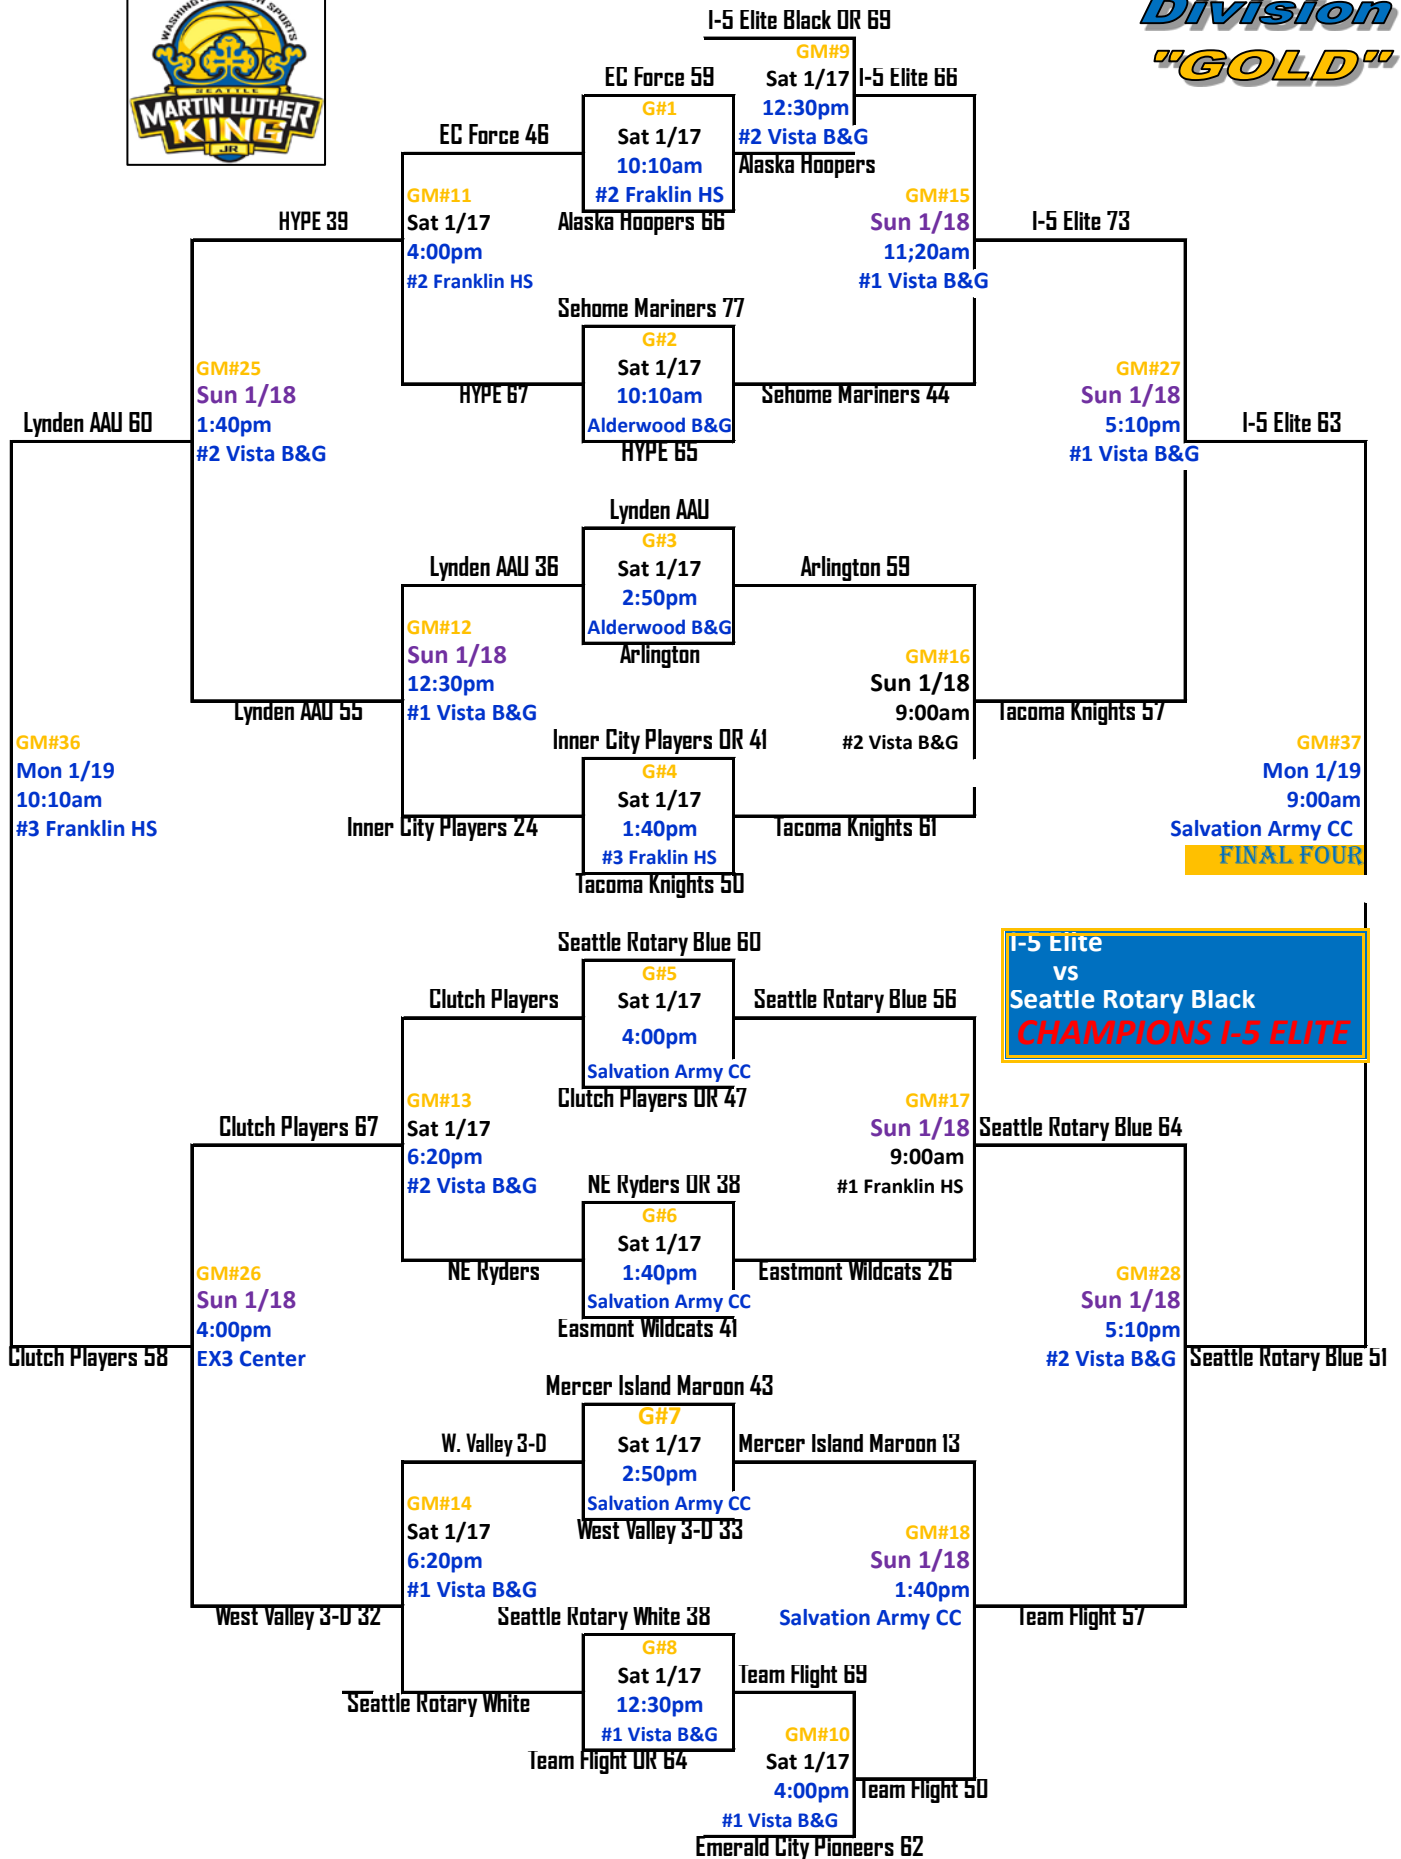 WASHINGTON
SPORTS
SEATTLE
MARTIN LUTHER
KING
JR
Division
"GOLD"
I-5 Elite Black OR 69
GM#9
Sat 1/17
12:30pm
#2 Vista B&G
Alaska Hoopers
I-5 Elite 66
EC Force 59
G#1
Sat 1/17
10:10am
#2 Fraklin HS
Alaska Hoopers 66
EC Force 46
GM#11
Sat 1/17
4:00pm
#2 Franklin HS
HYPE 39
HYPE 67
GM#15
Sun 1/18
11;20am
#1 Vista B&G
I-5 Elite 73
Sehome Mariners 77
G#2
Sat 1/17
10:10am
Alderwood B&G
HYPE 65
Sehome Mariners 44
GM#25
Sun 1/18
1:40pm
#2 Vista B&G
Lynden AAU 60
GM#27
Sun 1/18
5:10pm
#1 Vista B&G
I-5 Elite 63
Lynden AAU
G#3
Sat 1/17
2:50pm
Alderwood B&G
Arlington
Lynden AAU 36
Arlington 59
GM#12
Sun 1/18
12:30pm
#1 Vista B&G
Lynden AAU 55
GM#16
Sun 1/18
9:00am
#2 Vista B&G
Tacoma Knights 57
Inner City Players OR 41
G#4
Sat 1/17
1:40pm
#3 Fraklin HS
Tacoma Knights 50
Inner City Players 24
Tacoma Knights 61
GM#36
Mon 1/19
10:10am
#3 Franklin HS
GM#37
Mon 1/19
9:00am
Salvation Army CC
FINAL FOUR
I-5 Elite
vs
Seattle Rotary Black
CHAMPIONS I-5 ELITE
Seattle Rotary Blue 60
G#5
Sat 1/17
4:00pm
Salvation Army CC
Clutch Players OR 47
Clutch Players
Seattle Rotary Blue 56
GM#13
Sat 1/17
6:20pm
#2 Vista B&G
Clutch Players 67
GM#17
Sun 1/18
9:00am
#1 Franklin HS
Seattle Rotary Blue 64
NE Ryders OR 38
G#6
Sat 1/17
1:40pm
Salvation Army CC
Easmont Wildcats 41
NE Ryders
Eastmont Wildcats 26
GM#26
Sun 1/18
4:00pm
EX3 Center
Clutch Players 58
GM#28
Sun 1/18
5:10pm
#2 Vista B&G
Seattle Rotary Blue 51
Mercer Island Maroon 43
G#7
Sat 1/17
2:50pm
Salvation Army CC
West Valley 3-D 33
W. Valley 3-D
Mercer Island Maroon 13
GM#14
Sat 1/17
6:20pm
#1 Vista B&G
West Valley 3-D 32
GM#18
Sun 1/18
1:40pm
Salvation Army CC
Team Flight 57
Seattle Rotary White 38
G#8
Sat 1/17
12:30pm
#1 Vista B&G
Team Flight OR 64
Seattle Rotary White
Team Flight 69
GM#10
Sat 1/17
4:00pm
#1 Vista B&G
Team Flight 50
Emerald City Pioneers 62